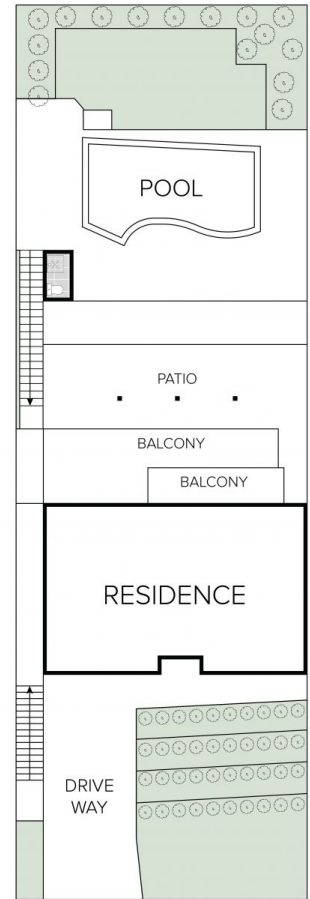 POOL
PATIO
BALCONY
BALCONY
RESIDENCE
DRIVE
WAY